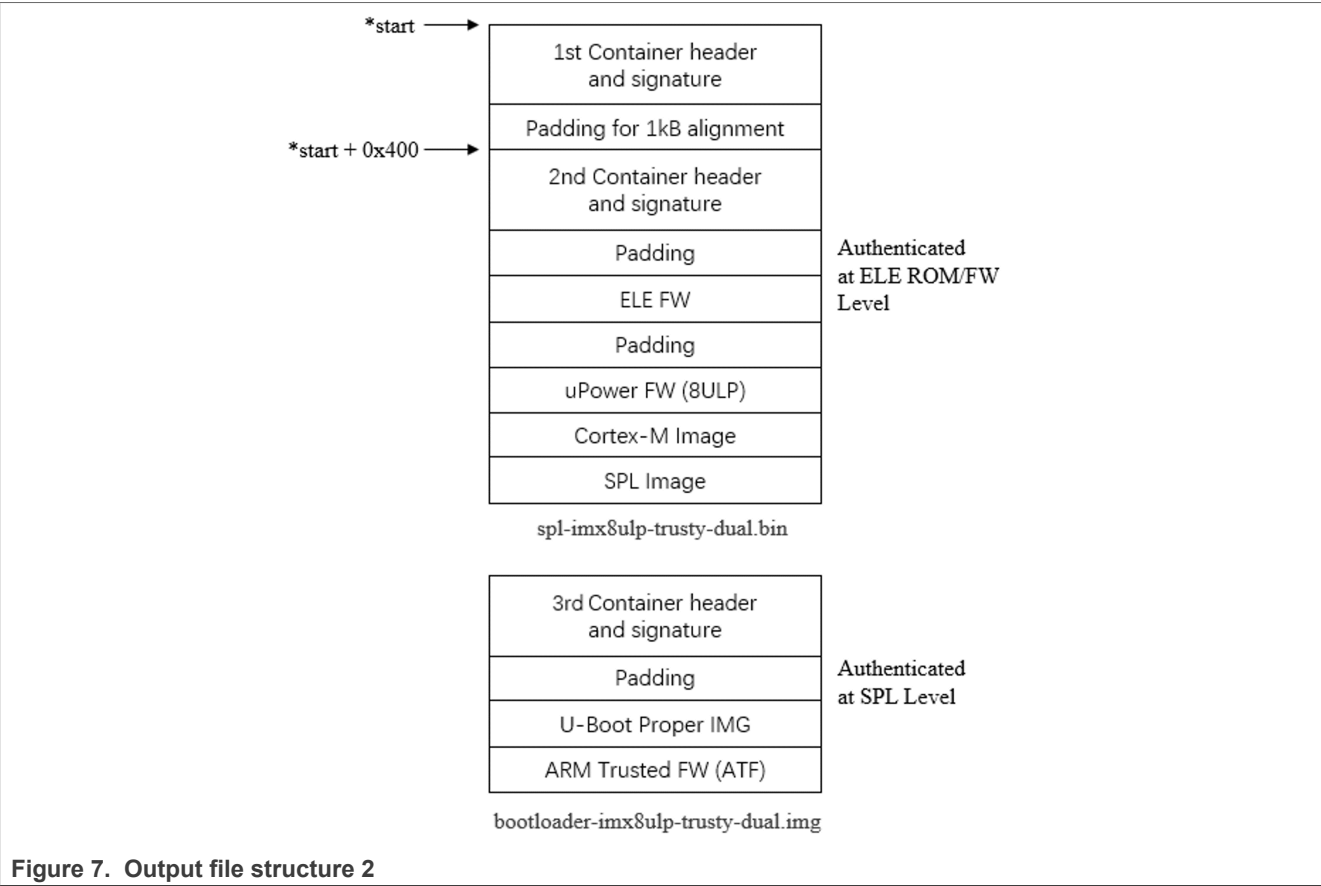 *start
1st Container header
and signature
Padding for 1kB alignment
*start + 0x400
2nd Container header
and signature
Padding
ELE FW
Padding
uPower FW (8ULP)
Cortex-M Image
SPL Image
Authenticated
at ELE ROM/FW
Level
spl-imx8ulp-trusty-dual.bin
3rd Container header
and signature
Padding
U-Boot Proper IMG
ARM Trusted FW (ATF)
Authenticated
at SPL Level
bootloader-imx8ulp-trusty-dual.img
Figure 7. Output file structure 2